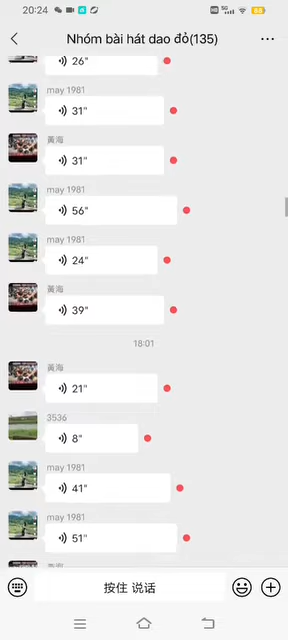 20:24
Nhóm bài hát dao đỏ(135)
26"
may 1981
31"
黃海
31"
may 1981
56"
may 1981
24"
黃海
39"
18:01
黃海
21"
3536
8"
may 1981
41"
may 1981
51"
按住 说话